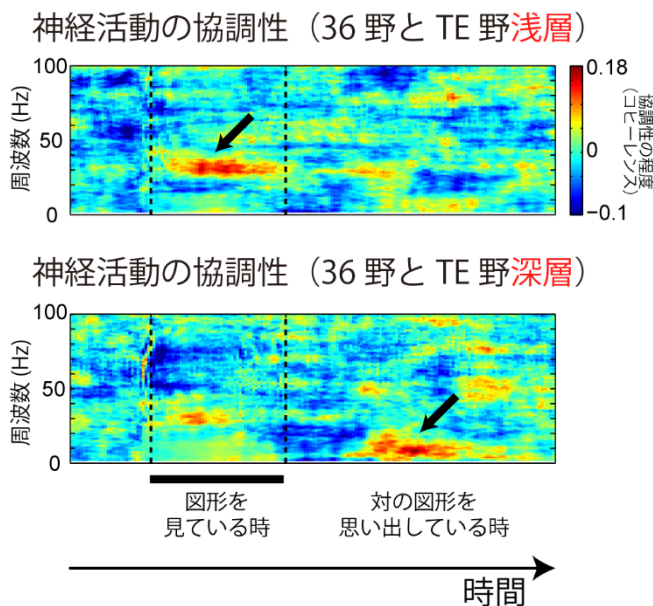 神経活動の協調性（36 野と TE 野浅層）
周波数 (Hz)
100
50
0
0.18
0
−0.1
協調性の程度
（コヒーレンス）
神経活動の協調性（36 野と TE 野深層）
周波数 (Hz)
100
50
0
図形を
見ている時
対の図形を
思い出している時
時間